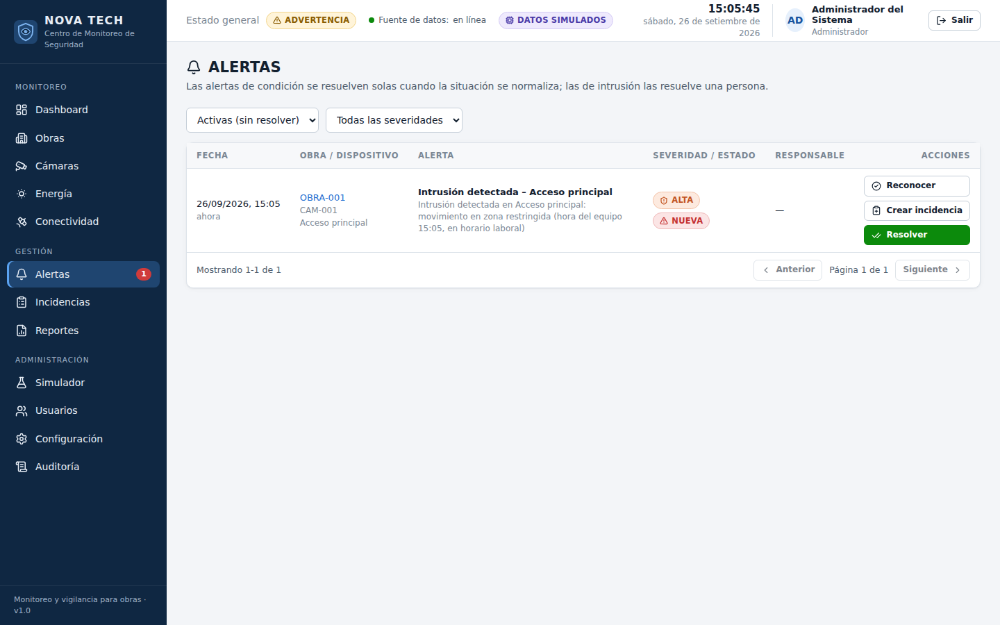 NOVA TECH
Centro de Monitoreo de
Seguridad
Estado general
ADVERTENCIA
Fuente de datos: en línea
DATOS SIMULADOS
15:05:45
sábado, 26 de setiembre de
2026
AD
Administrador del
Sistema
Administrador
Salir
MONITOREO
Dashboard
Obras
Cámaras
Energía
Conectividad
GESTIÓN
Alertas 1
Incidencias
Reportes
ADMINISTRACIÓN
Simulador
Usuarios
Configuración
Auditoría
Monitoreo y vigilancia para obras ·
v1.0
ALERTAS
Las alertas de condición se resuelven solas cuando la situación se normaliza; las de intrusión las resuelve una persona.
Activas (sin resolver)
Todas las severidades
FECHA
OBRA / DISPOSITIVO
ALERTA
SEVERIDAD / ESTADO
RESPONSABLE
ACCIONES
26/09/2026, 15:05
ahora
OBRA-001
CAM-001
Acceso principal
Intrusión detectada – Acceso principal
Intrusión detectada en Acceso principal:
movimiento en zona restringida (hora del equipo
15:05, en horario laboral)
ALTA
NUEVA
—
Reconocer
Crear incidencia
Resolver
Mostrando 1-1 de 1
Anterior
Página 1 de 1
Siguiente